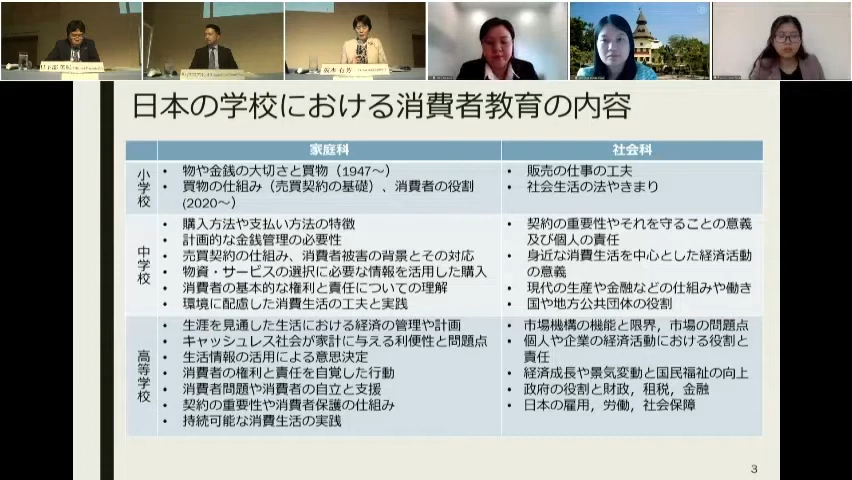 日本の学校における消費者教育の内容
家庭科
社会科
小学校
• 物や金銭の大切さと買物（1947～）
• 買物の仕組み（売買契約の基礎）、消費者の役割
(2020～)
• 販売の仕事の工夫
• 社会生活の法やきまり
中学校
• 購入方法や支払い方法の特徴
• 計画的な金銭管理の必要性
• 売買契約の仕組み、消費者被害の背景とその対応
• 物資・サービスの選択に必要な情報を活用した購入
• 消費者の基本的な権利と責任についての理解
• 環境に配慮した消費生活の工夫と実践
• 契約の重要性やそれを守ることの意義
及び個人の責任
• 身近な消費生活を中心とした経済活動
の意義
• 現代の生産や金融などの仕組みや働き
• 国や地方公共団体の役割
高等学校
• 生涯を見通した生活における経済の管理や計画
• キャッシュレス社会が家計に与える利便性と問題点
• 生活情報の活用による意思決定
• 消費者の権利と責任を自覚した行動
• 消費者問題や消費者の自立と支援
• 契約の重要性や消費者保護の仕組み
• 持続可能な消費生活の実践
• 市場機構の機能と限界，市場の問題点
• 個人や企業の経済活動における役割と
責任
• 経済成長や景気変動と国民福祉の向上
• 政府の役割と財政，租税，金融
• 日本の雇用，労働，社会保障
3